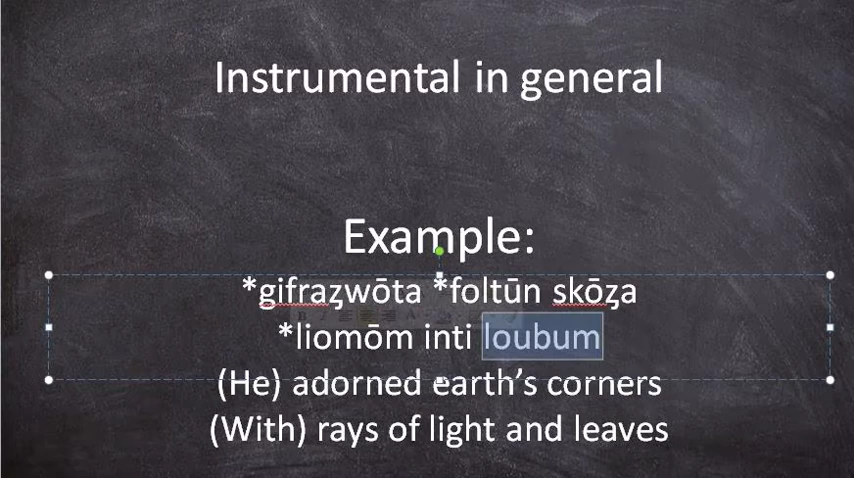 Instrumental in general
Example:
*gifraʒwōta *foltūn skōʒa
*liomōm inti loubum
(He) adorned earth’s corners
(With) rays of light and leaves